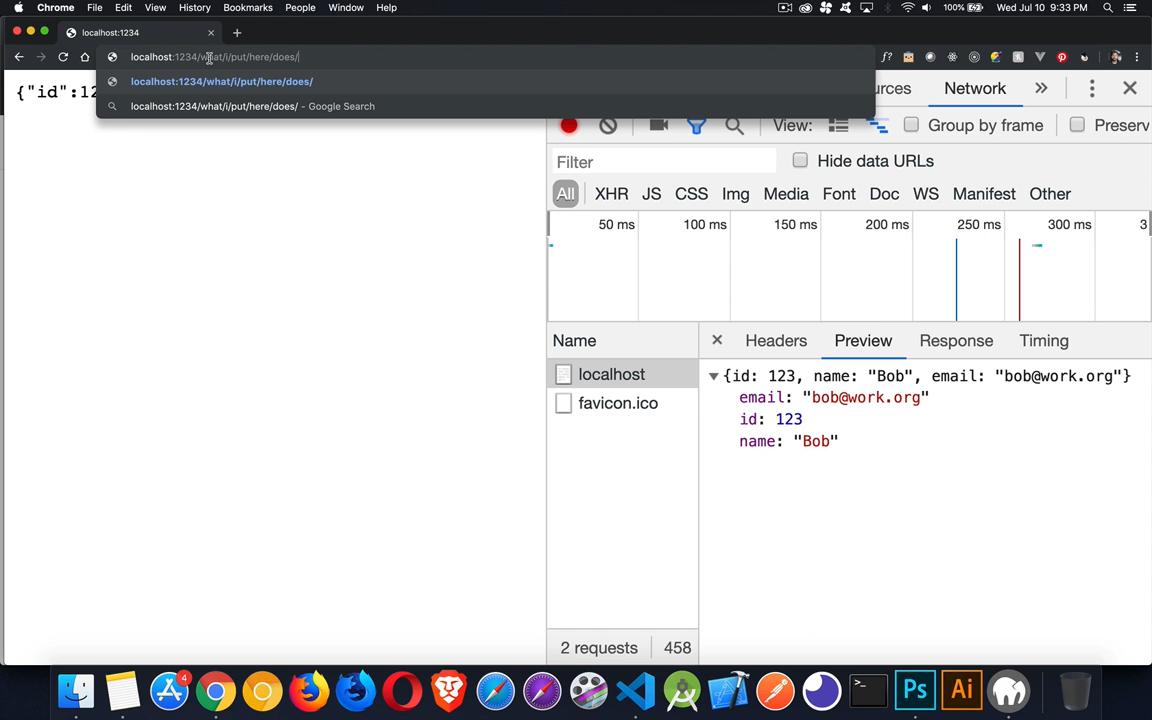 Chrome File Edit View History Bookmarks People Window Help 100% Wed Jul 10 9:33 PM
localhost:1234
localhost:1234/what/i/put/here/does/
localhost:1234/what/i/put/here/does/
localhost:1234/what/i/put/here/does/ - Google Search
{"id":12
urces Network
View: Group by frame Preserv
Filter Hide data URLs
All XHR JS CSS Img Media Font Doc WS Manifest Other
50 ms 100 ms 150 ms 200 ms 250 ms 300 ms 3
Name Headers Preview Response Timing
localhost
favicon.ico
{id: 123, name: "Bob", email: "bob@work.org"}
email: "bob@work.org"
id: 123
name: "Bob"
2 requests 458
4
Ps
Ai